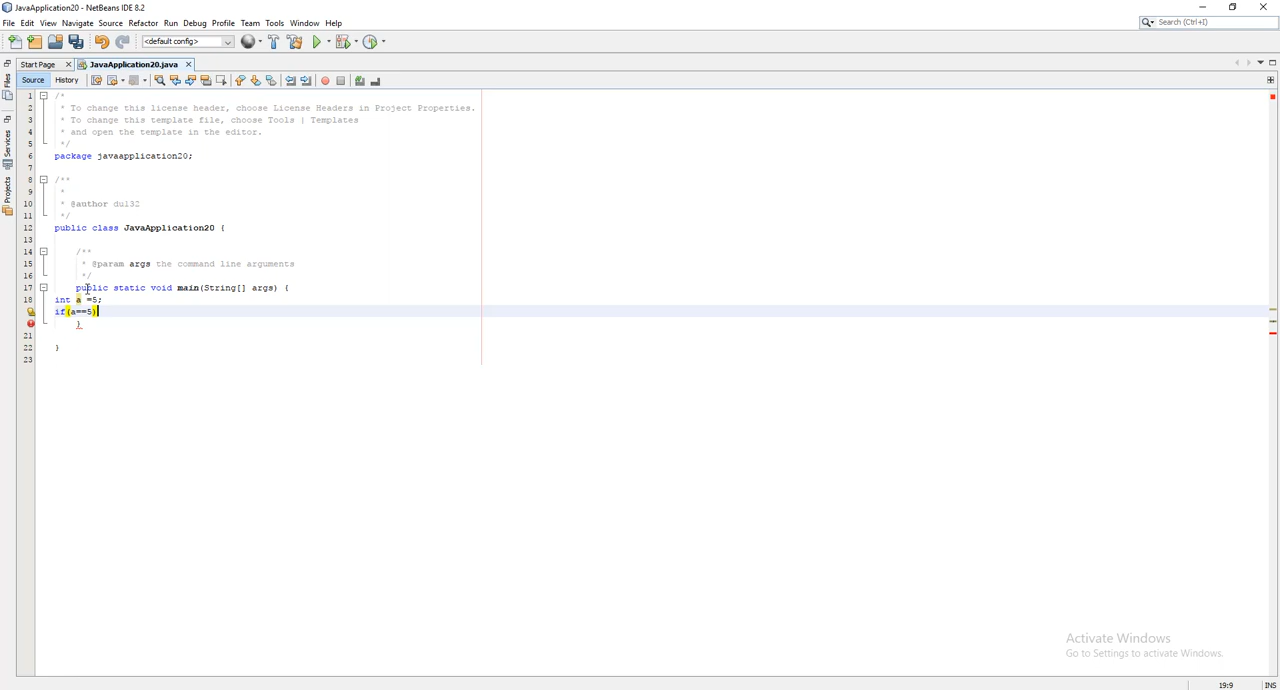 JavaApplication20 - NetBeans IDE 8.2
File Edit View Navigate Source Refactor Run Debug Profile Team Tools Window Help
Search (Ctrl+I)
<default config>
Start Page JavaApplication20.java
Source History
Files
Services
Projects
1 /*
2 * To change this license header, choose License Headers in Project Properties.
3 * To change this template file, choose Tools | Templates
4 * and open the template in the editor.
5 */
6 package javaapplication20;
7
8 /**
9 *
10 * @author dul32
11 */
12 public class JavaApplication20 {
13
14 /**
15 * @param args the command line arguments
16 */
17 public static void main(String[] args) {
18 int a =5;
if(a==5)
}
21
22 }
23
Activate Windows
Go to Settings to activate Windows.
19:9 INS